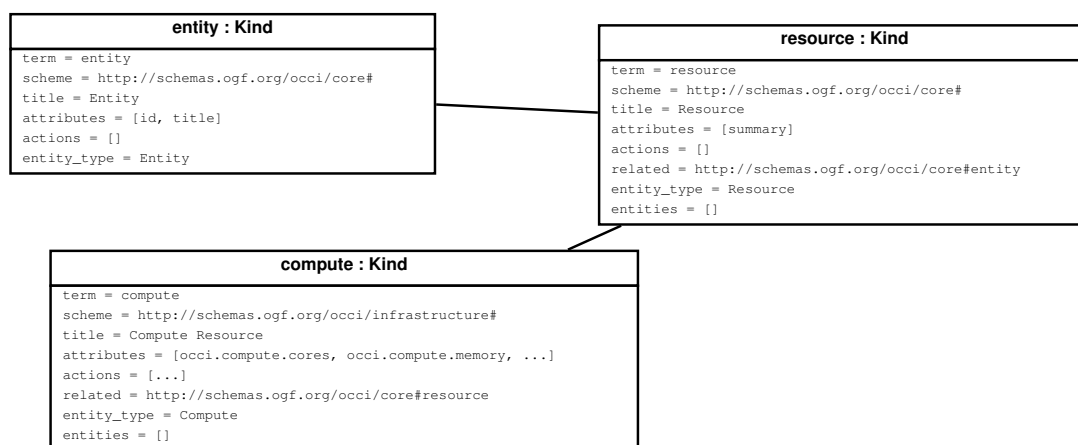 entity : Kind
term = entity
scheme = http://schemas.ogf.org/occi/core#
title = Entity
attributes = [id, title]
actions = []
entity_type = Entity
resource : Kind
term = resource
scheme = http://schemas.ogf.org/occi/core#
title = Resource
attributes = [summary]
actions = []
related = http://schemas.ogf.org/occi/core#entity
entity_type = Resource
entities = []
compute : Kind
term = compute
scheme = http://schemas.ogf.org/occi/infrastructure#
title = Compute Resource
attributes = [occi.compute.cores, occi.compute.memory, ...]
actions = [...]
related = http://schemas.ogf.org/occi/core#resource
entity_type = Compute
entities = []